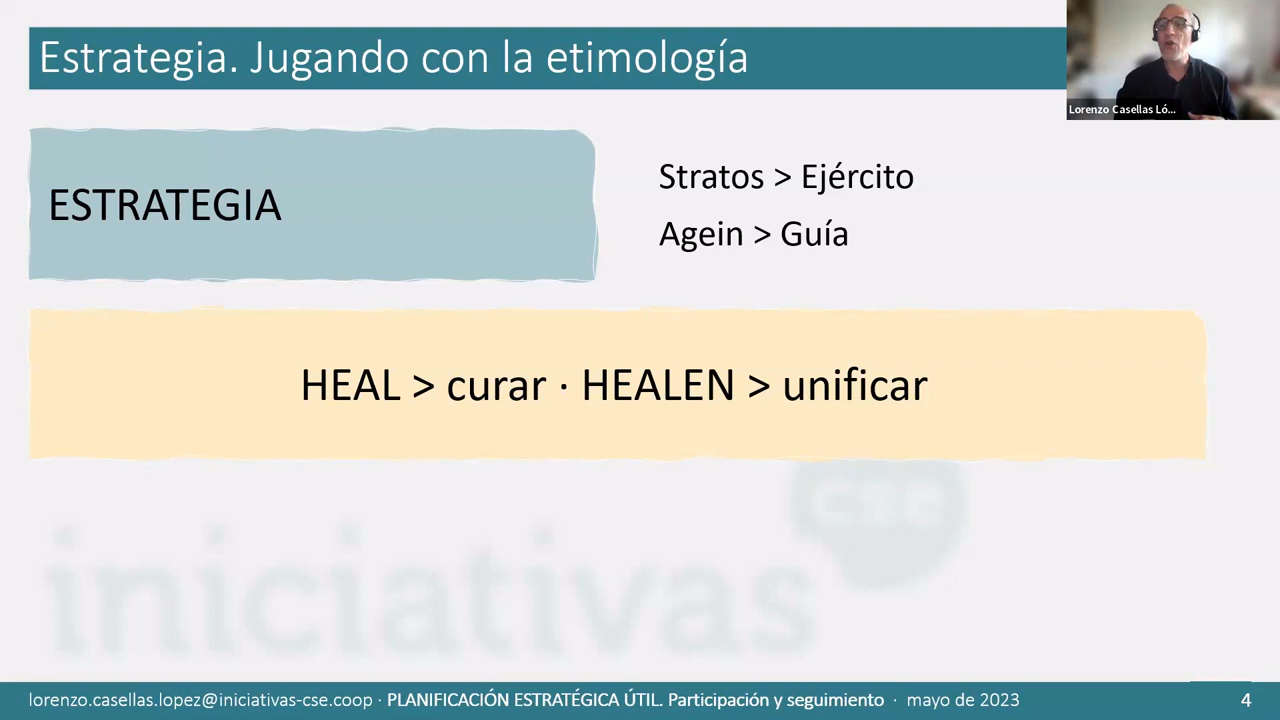 Estrategia. Jugando con la etimología
Lorenzo Casellas Ló...
ESTRATEGIA
Stratos > Ejército
Agein > Guía
HEAL > curar · HEALEN > unificar
cse
iniciativas
lorenzo.casellas.lopez@iniciativas-cse.coop · PLANIFICACIÓN ESTRATÉGICA ÚTIL. Participación y seguimiento · mayo de 2023
4